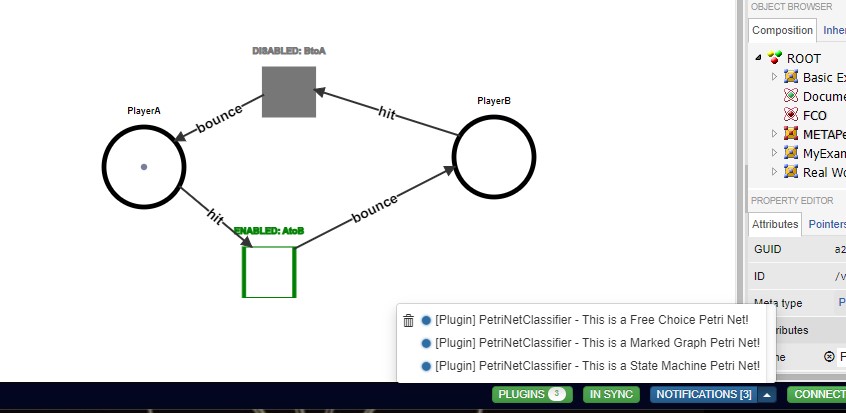 OBJECT BROWSER
Composition Inhe
ROOT
Basic E
Docume
FCO
METAPe
MyExan
Real Wo
PROPERTY EDITOR
Attributes Pointers
GUID a2
ID /v
Meta type P
ributes
ne F
DISABLED: BtoA
PlayerA
PlayerB
bounce
hit
hit
bounce
ENABLED: AtoB
[Plugin] PetriNetClassifier - This is a Free Choice Petri Net!
[Plugin] PetriNetClassifier - This is a Marked Graph Petri Net!
[Plugin] PetriNetClassifier - This is a State Machine Petri Net!
PLUGINS 3 IN SYNC NOTIFICATIONS [3] CONNECT